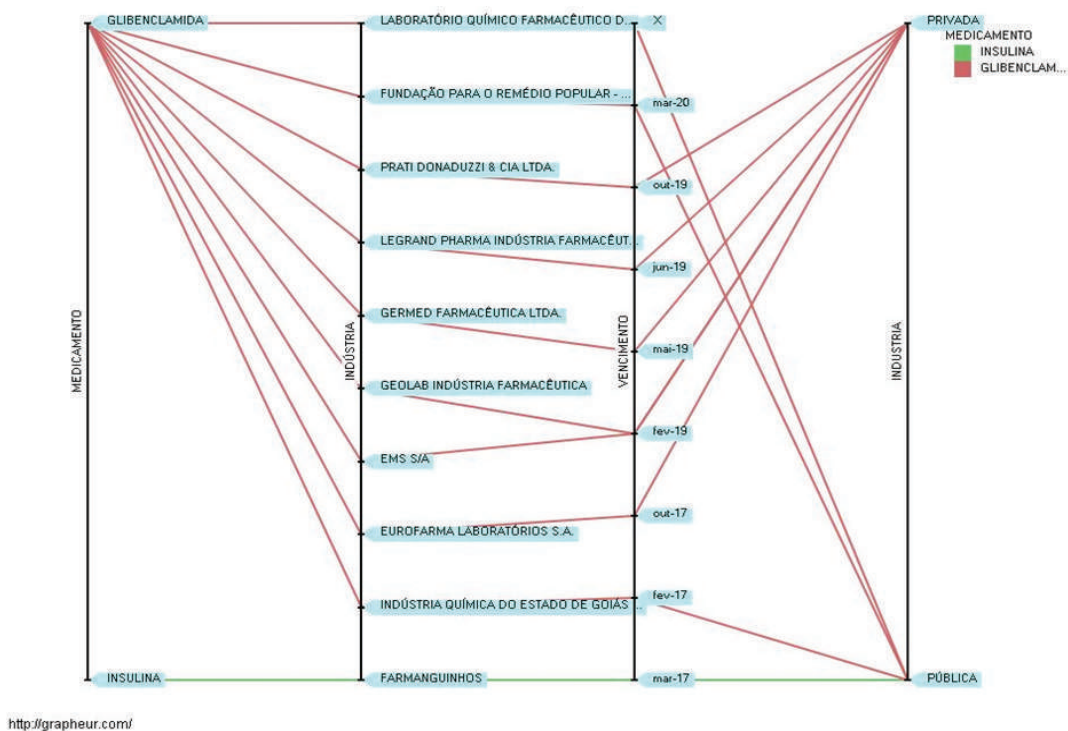 GLIBENCLAMIDA
LABORATÓRIO QUÍMICO FARMACÊUTICO D...
X
PRIVADA
MEDICAMENTO
INSULINA
GLIBENCLAM...
FUNDAÇÃO PARA O REMÉDIO POPULAR - ...
mar-20
PRATI DONADUZZI & CIA LTDA.
out-19
LEGRAND PHARMA INDÚSTRIA FARMACÊUT...
jun-19
GERMED FARMACÊUTICA LTDA.
mai-19
MEDICAMENTO
INDÚSTRIA
VENCIMENTO
INDUSTRIA
GEOLAB INDÚSTRIA FARMACÊUTICA
fev-19
EMS S/A
out-17
EUROFARMA LABORATÓRIOS S.A.
fev-17
INDÚSTRIA QUÍMICA DO ESTADO DE GOIÁS ...
INSULINA
FARMANGUINHOS
mar-17
PÚBLICA
http://grapheur.com/